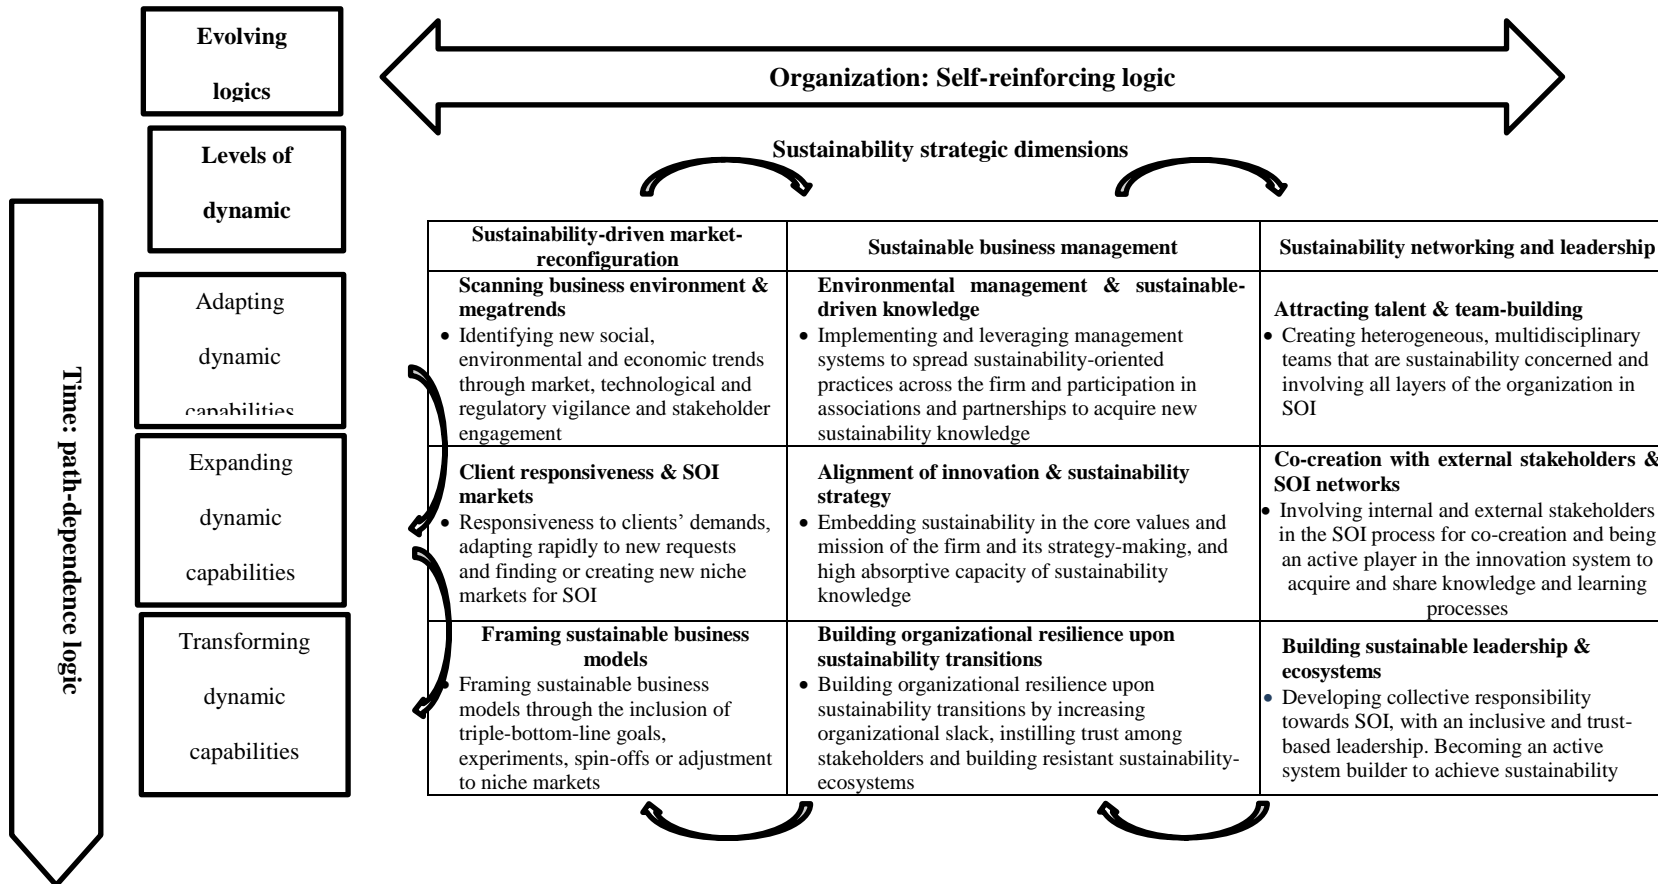 Evolving
logics
Organization: Self-reinforcing logic
Levels of
dynamic
Sustainability strategic dimensions
Time: path-dependence logic
Sustainability-driven market-
reconfiguration
Sustainable business management
Sustainability networking and leadership
Adapting
dynamic
capabilities
Scanning business environment &
megatrends
• Identifying new social,
environmental and economic trends
through market, technological and
regulatory vigilance and stakeholder
engagement
Environmental management & sustainable-
driven knowledge
• Implementing and leveraging management
systems to spread sustainability-oriented
practices across the firm and participation in
associations and partnerships to acquire new
sustainability knowledge
Attracting talent & team-building
• Creating heterogeneous, multidisciplinary
teams that are sustainability concerned and
involving all layers of the organization in
SOI
Expanding
dynamic
capabilities
Client responsiveness & SOI
markets
• Responsiveness to clients’ demands,
adapting rapidly to new requests
and finding or creating new niche
markets for SOI
Alignment of innovation & sustainability
strategy
• Embedding sustainability in the core values and
mission of the firm and its strategy-making, and
high absorptive capacity of sustainability
knowledge
Co-creation with external stakeholders &
SOI networks
• Involving internal and external stakeholders
in the SOI process for co-creation and being
an active player in the innovation system to
acquire and share knowledge and learning
processes
Transforming
dynamic
capabilities
Framing sustainable business
models
• Framing sustainable business
models through the inclusion of
triple-bottom-line goals,
experiments, spin-offs or adjustment
to niche markets
Building organizational resilience upon
sustainability transitions
• Building organizational resilience upon
sustainability transitions by increasing
organizational slack, instilling trust among
stakeholders and building resistant sustainability-
ecosystems
Building sustainable leadership &
ecosystems
• Developing collective responsibility
towards SOI, with an inclusive and trust-
based leadership. Becoming an active
system builder to achieve sustainability